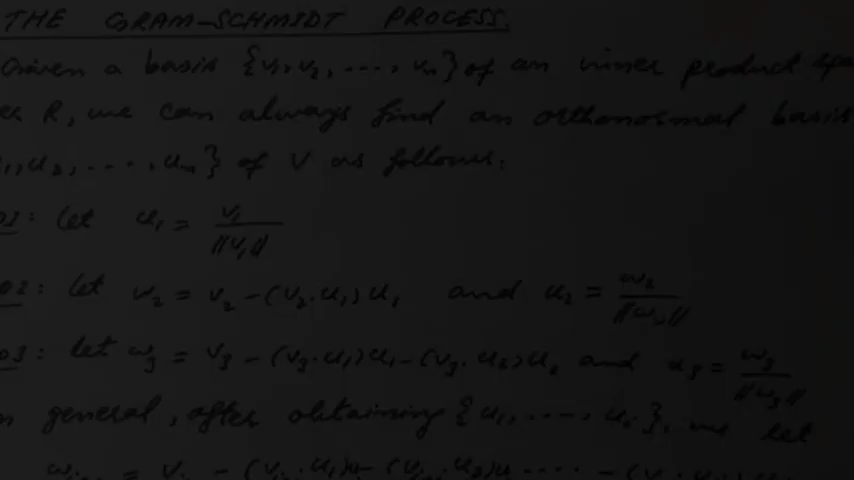 THE GRAM-SCHMIDT PROCESS.
Given a basis {v₁, v₂, ...., vₙ} of an inner product
R, we can always find an orthonormal basis
u₂, ...., uₙ} of V as follows:
let u₁ = v₁ / ||v₁||
: let w₂ = v₂ - (v₂.u₁)u₁ and u₂ = w₂ / ||w₂||
: let w₃ = v₃ - (v₃.u₁)u₁ - (v₃.u₂)u₂ and u₃ = w₃ / ||w₃||
general, after obtaining {u₁, ...., uᵢ}, we let